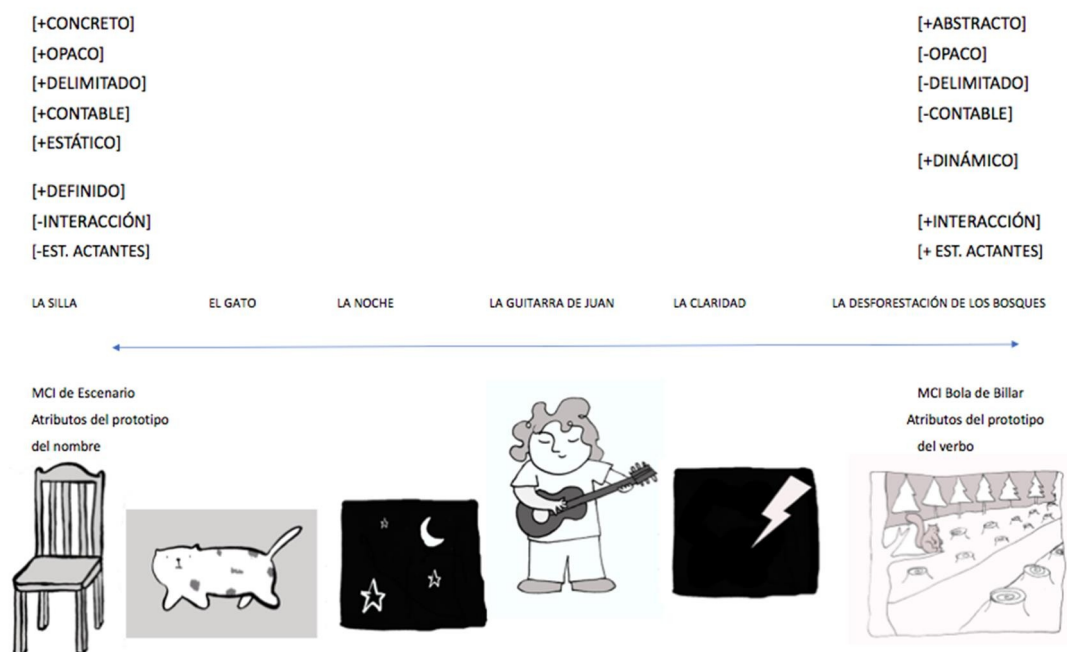 [+CONCRETO]
[+OPACO]
[+DELIMITADO]
[+CONTABLE]
[+ESTÁTICO]
[+DEFINIDO]
[-INTERACCIÓN]
[-EST. ACTANTES]
[+ABSTRACTO]
[-OPACO]
[-DELIMITADO]
[-CONTABLE]
[+DINÁMICO]
[+INTERACCIÓN]
[+ EST. ACTANTES]
LA SILLA
EL GATO
LA NOCHE
LA GUITARRA DE JUAN
LA CLARIDAD
LA DESFORESTACIÓN DE LOS BOSQUES
MCI de Escenario
Atributos del prototipo
del nombre
MCI Bola de Billar
Atributos del prototipo
del verbo